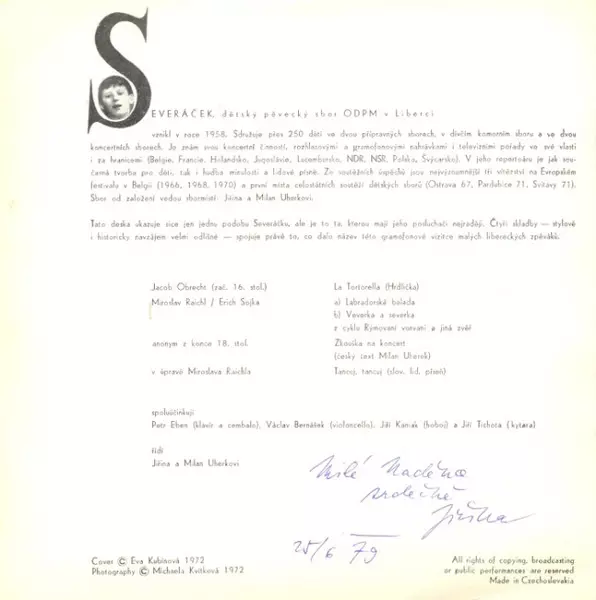 SEVERÁČEK, dětský pěvecký sbor ODPM v Liberci
vznikl v roce 1958. Sdružuje přes 250 dětí ve dvou přípravných sborech, v dívčím komorním sboru a ve dvou
koncertních sborech. Je znám svou koncertní činností, rozhlasovými a gramofonovými nahrávkami i televizními pořady ve své vlasti
i za hranicemi (Belgie, Francie, Holandsko, Jugoslávie, Lucembursko, NDR, NSR, Polsko, Švýcarsko). V jeho repertoáru je jak sou-
časná tvorba pro děti, tak i hudba minulosti a lidové písně. Ze soutěžních úspěchů jsou nejvýznamnější tři vítězství na Evropském
festivalu v Belgii (1966, 1968, 1970) a první místa celostátních soutěží dětských sborů (Ostrava 67, Pardubice 71, Svitavy 71).
Sbor od založení vedou sbormistři: Jiřina a Milan Uherkovi.
Tato deska ukazuje sice jen jednu podobu Severáčku, ale je to ta, kterou mají jeho posluchači nejraději. Čtyři skladby — stylově
i historicky navzájem velmi odlišné — spojuje právě to, co dalo název této gramofonové vizitce malých libereckých zpěváků.
Jacob Obrecht (zač. 16. stol.) La Tortorella (Hrdlička)
Miroslav Raichl / Erich Sojka a) Labradorská balada
b) Veverka a severka
z cyklu Rýmovaní vorvani a jiná zvěř
anonym z konce 18. stol. Zkouška na koncert
(český text Milan Uherek)
v úpravě Miroslava Raichla Tancuj, tancuj (slov. lid. píseň)
spoluúčinkují
Petr Eben (klavír a cembalo), Václav Bernášek (violoncello), Jiří Kaniak (hoboj) a Jiří Tichota (kytara)
řídí
Jiřina a Milan Uherkovi
Milé Naděnce
srdečně
Jiřina
25/6 79
Cover © Eva Kubínová 1972
Photography © Michaela Kvítková 1972
All rights of copying, broadcasting
or public performances are reserved
Made in Czechoslovakia